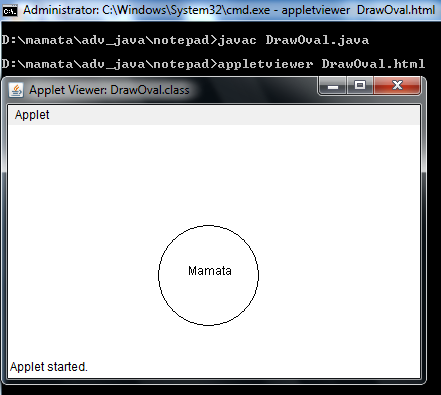 Administrator: C:\Windows\System32\cmd.exe - appletviewer  DrawOval.html
D:\mamata\adv_java\notepad>javac DrawOval.java
D:\mamata\adv_java\notepad>appletviewer DrawOval.html
Applet Viewer: DrawOval.class
Applet
Mamata
Applet started.